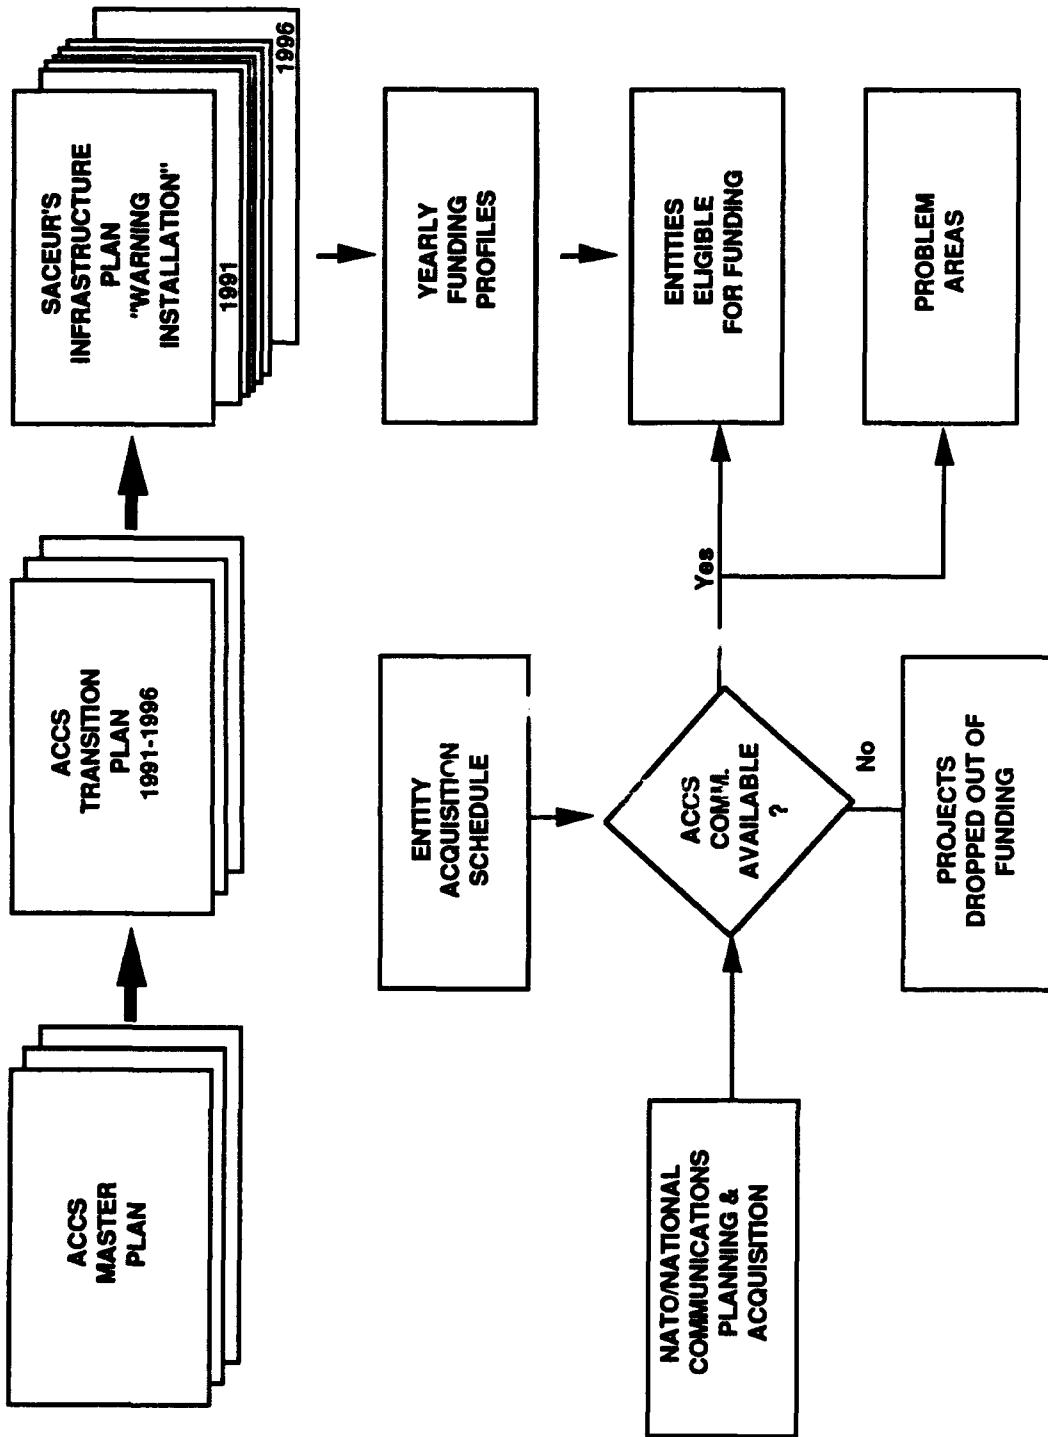 ACCS
MASTER
PLAN
ACCS
TRANSITION
PLAN
1991-1996
SACEUR'S
INFRASTRUCTURE
PLAN
"WARNING
INSTALLATION"
1991
1996
ENTITY
ACQUISITION
SCHEDULE
YEARLY
FUNDING
PROFILES
NATO/NATIONAL
COMMUNICATIONS
PLANNING &
ACQUISITION
ACCS
COMM.
AVAILABLE
?
Yes
No
ENTITIES
ELIGIBLE
FOR FUNDING
PROJECTS
DROPPED OUT OF
FUNDING
PROBLEM
AREAS